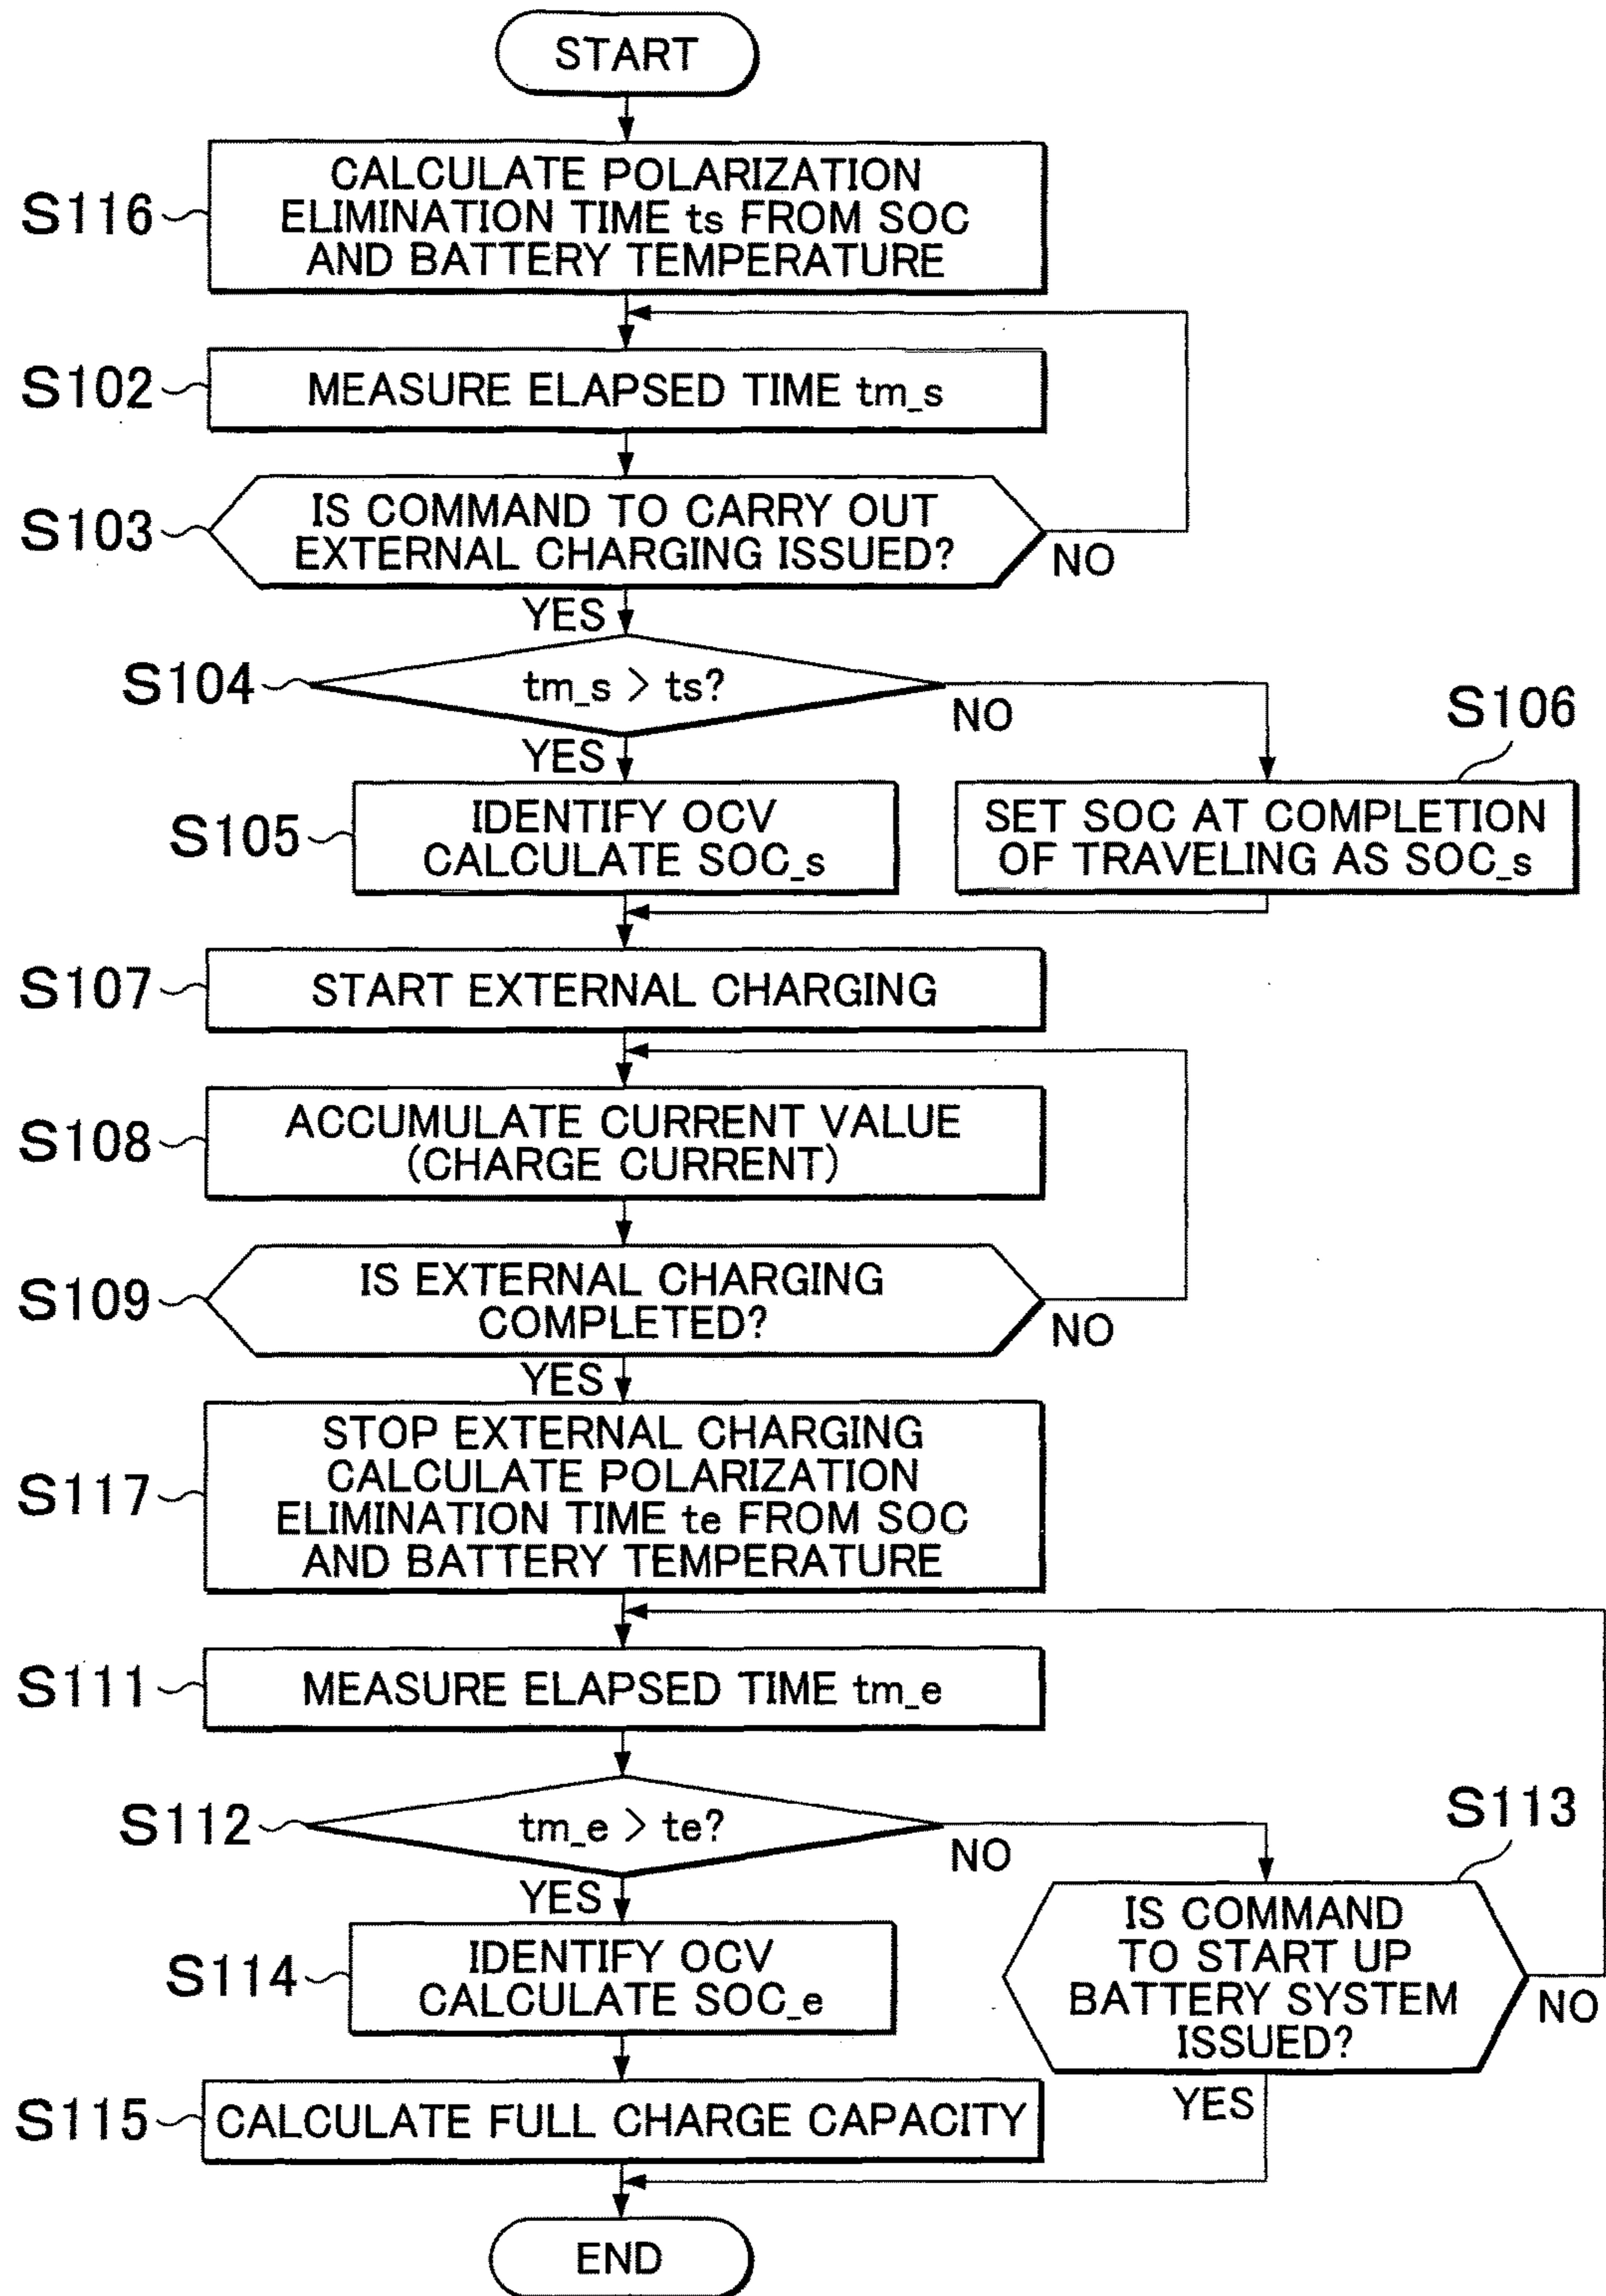 START
S116
CALCULATE POLARIZATION
ELIMINATION TIME ts FROM SOC
AND BATTERY TEMPERATURE
S102
MEASURE ELAPSED TIME tm_s
S103
IS COMMAND TO CARRY OUT
EXTERNAL CHARGING ISSUED?
NO
YES
S104
tm_s > ts?
NO
YES
S106
S105
IDENTIFY OCV
CALCULATE SOC_s
SET SOC AT COMPLETION
OF TRAVELING AS SOC_s
S107
START EXTERNAL CHARGING
S108
ACCUMULATE CURRENT VALUE
(CHARGE CURRENT)
S109
IS EXTERNAL CHARGING
COMPLETED?
NO
YES
S117
STOP EXTERNAL CHARGING
CALCULATE POLARIZATION
ELIMINATION TIME te FROM SOC
AND BATTERY TEMPERATURE
S111
MEASURE ELAPSED TIME tm_e
S112
tm_e > te?
NO
YES
S113
IS COMMAND
TO START UP
BATTERY SYSTEM
ISSUED?
NO
YES
S114
IDENTIFY OCV
CALCULATE SOC_e
S115
CALCULATE FULL CHARGE CAPACITY
END